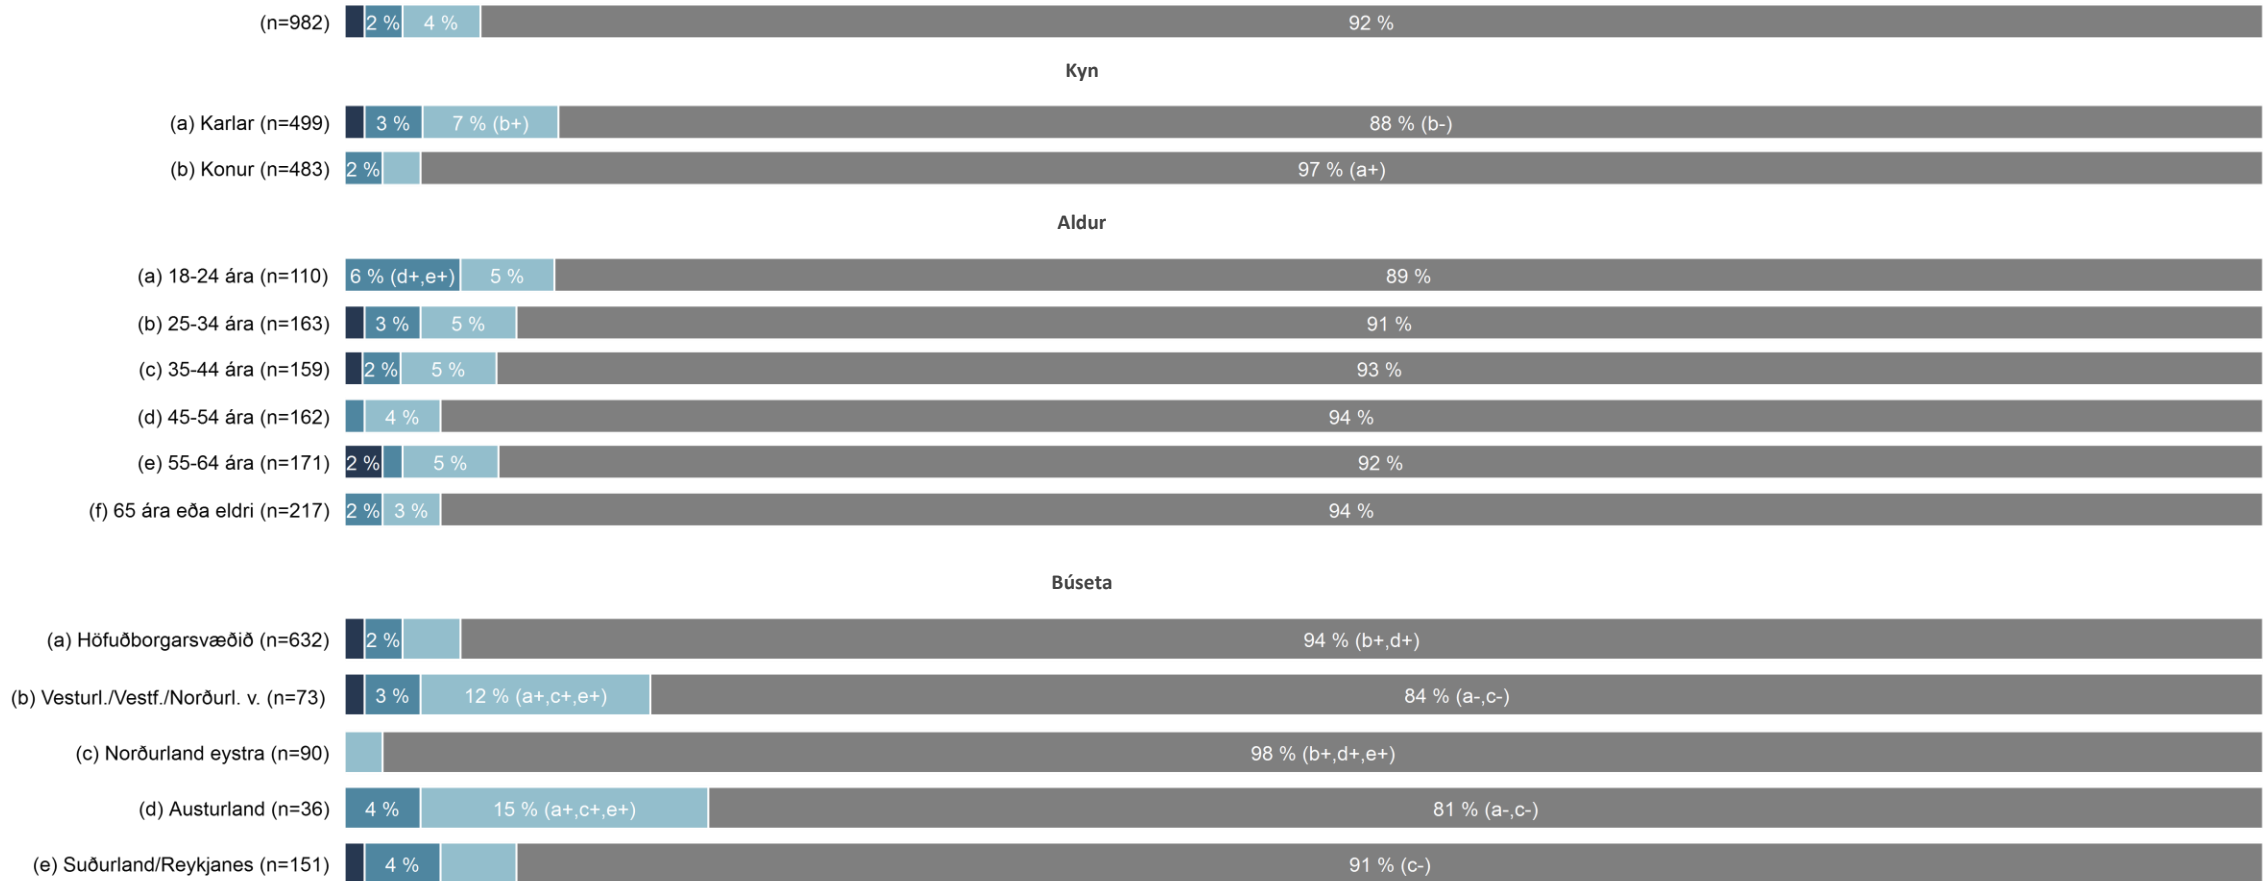 (n=982) 2 % 4 % 92 %
Kyn
(a) Karlar (n=499) 3 % 7 % (b+) 88 % (b-)
(b) Konur (n=483) 2 % 97 % (a+)
Aldur
(a) 18-24 ára (n=110) 6 % (d+,e+) 5 % 89 %
(b) 25-34 ára (n=163) 3 % 5 % 91 %
(c) 35-44 ára (n=159) 2 % 5 % 93 %
(d) 45-54 ára (n=162) 4 % 94 %
(e) 55-64 ára (n=171) 2 % 5 % 92 %
(f) 65 ára eða eldri (n=217) 2 % 3 % 94 %
Búseta
(a) Höfuðborgarsvæðið (n=632) 2 % 94 % (b+,d+)
(b) Vesturl./Vestf./Norðurl. v. (n=73) 3 % 12 % (a+,c+,e+) 84 % (a-,c-)
(c) Norðurland eystra (n=90) 98 % (b+,d+,e+)
(d) Austurland (n=36) 4 % 15 % (a+,c+,e+) 81 % (a-,c-)
(e) Suðurland/Reykjanes (n=151) 4 % 91 % (c-)